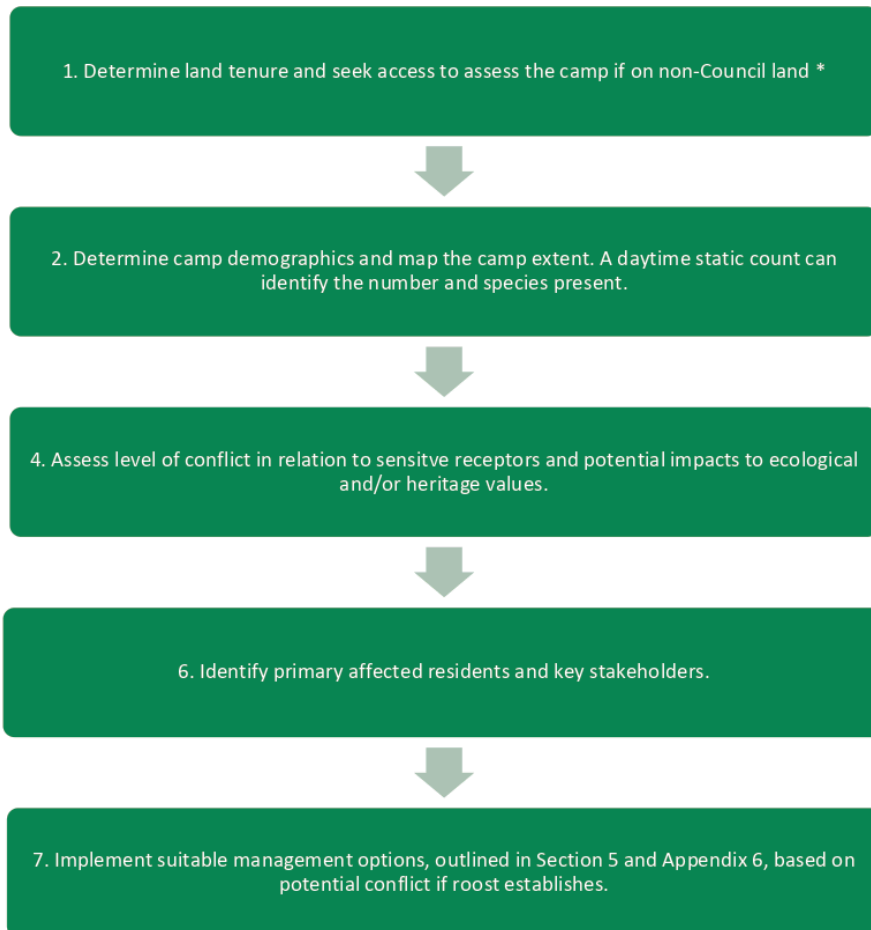 1. Determine land tenure and seek access to assess the camp if on non-Council land *
2. Determine camp demographics and map the camp extent. A daytime static count can
identify the number and species present.
4. Assess level of conflict in relation to sensitve receptors and potential impacts to ecological
and/or heritage values.
6. Identify primary affected residents and key stakeholders.
7. Implement suitable management options, outlined in Section 5 and Appendix 6, based on
potential conflict if roost establishes.